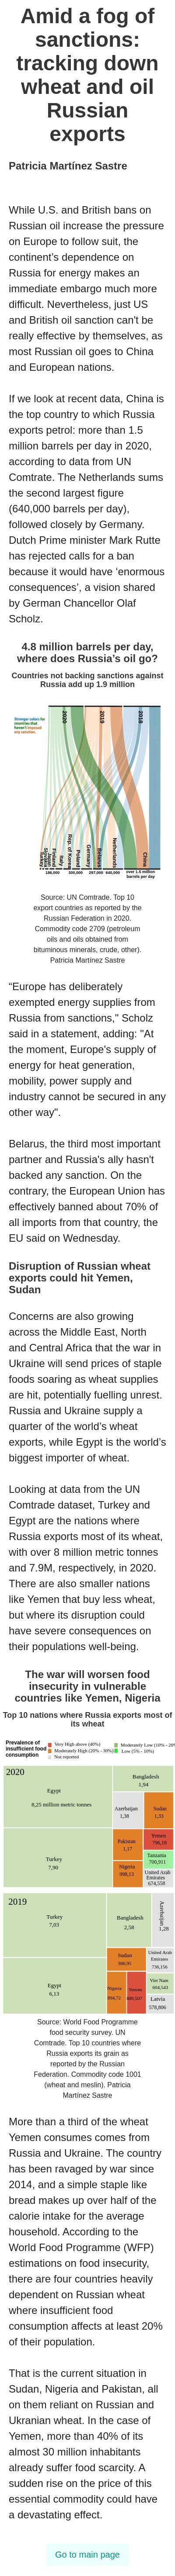 Amid a fog of
sanctions:
tracking down
wheat and oil
Russian
exports
Patricia Martínez Sastre
While U.S. and British bans on
Russian oil increase the pressure
on Europe to follow suit, the
continent’s dependence on
Russia for energy makes an
immediate embargo much more
difficult. Nevertheless, just US
and British oil sanction can't be
really effective by themselves, as
most Russian oil goes to China
and European nations.
If we look at recent data, China is
the top country to which Russia
exports petrol: more than 1.5
million barrels per day in 2020,
according to data from UN
Comtrate. The Netherlands sums
the second largest figure
(640,000 barrels per day),
followed closely by Germany.
Dutch Prime minister Mark Rutte
has rejected calls for a ban
because it would have ‘enormous
consequences’, a vision shared
by German Chancellor Olaf
Scholz.
4.8 million barrels per day,
where does Russia’s oil go?
Countries not backing sanctions against
Russia add up 1.9 million
Stronger colors for
countries that
haven't imposed
any sanction.
2020
2019
2018
Finland
Italy
Rep. of Korea
Poland
Germany
Belarus
Netherlands
China
186,000
300,000
297,000
640,000
over 1.5 million
barrels per day
Source: UN Comtrade. Top 10
export countries as reported by the
Russian Federation in 2020.
Commodity code 2709 (petroleum
oils and oils obtained from
bituminous minerals, crude, other).
Patricia Martínez Sastre
“Europe has deliberately
exempted energy supplies from
Russia from sanctions," Scholz
said in a statement, adding: "At
the moment, Europe's supply of
energy for heat generation,
mobility, power supply and
industry cannot be secured in any
other way".
Belarus, the third most important
partner and Russia's ally hasn't
backed any sanction. On the
contrary, the European Union has
effectively banned about 70% of
all imports from that country, the
EU said on Wednesday.
Disruption of Russian wheat
exports could hit Yemen,
Sudan
Concerns are also growing
across the Middle East, North
and Central Africa that the war in
Ukraine will send prices of staple
foods soaring as wheat supplies
are hit, potentially fuelling unrest.
Russia and Ukraine supply a
quarter of the world’s wheat
exports, while Egypt is the world’s
biggest importer of wheat.
Looking at data from the UN
Comtrade dataset, Turkey and
Egypt are the nations where
Russia exports most of its wheat,
with over 8 million metric tonnes
and 7.9M, respectively, in 2020.
There are also smaller nations
like Yemen that buy less wheat,
but where its disruption could
have severe consequences on
their populations well-being.
The war will worsen food
insecurity in vulnerable
countries like Yemen, Nigeria
Top 10 nations where Russia exports most of
its wheat
Prevalence of
insufficient food
consumption
Very High above (40%)
Moderately High (20% - 30%)
Not reported
Moderately Low (10% - 20%
Low (5% - 10%)
2020
Egypt
8,25 million metric tonnes
Turkey
7,90
Bangladesh
1,94
Azerbaijan
1,38
Sudan
1,33
Pakistan
1,17
Yemen
796,10
Nigeria
998,13
Tanzania
700,911
United Arab
Emirates
674,558
2019
Turkey
7,03
Egypt
6,13
Bangladesh
2,58
Azerbaijan
1,28
Sudan
United Arab
Emirates
736,156
Nigeria
Yemen
Viet Nam
604,543
Latvia
578,806
Source: World Food Programme
food security survey. UN
Comtrade. Top 10 countries where
Russia exports its grain as
reported by the Russian
Federation. Commodity code 1001
(wheat and meslin). Patricia
Martínez Sastre
More than a third of the wheat
Yemen consumes comes from
Russia and Ukraine. The country
has been ravaged by war since
2014, and a simple staple like
bread makes up over half of the
calorie intake for the average
household. According to the
World Food Programme (WFP)
estimations on food insecurity,
there are four countries heavily
dependent on Russian wheat
where insufficient food
consumption affects at least 20%
of their population.
That is the current situation in
Sudan, Nigeria and Pakistan, all
on them reliant on Russian and
Ukranian wheat. In the case of
Yemen, more than 40% of its
almost 30 million inhabitants
already suffer food scarcity. A
sudden rise on the price of this
essential commodity could have
a devastating effect.
Go to main page